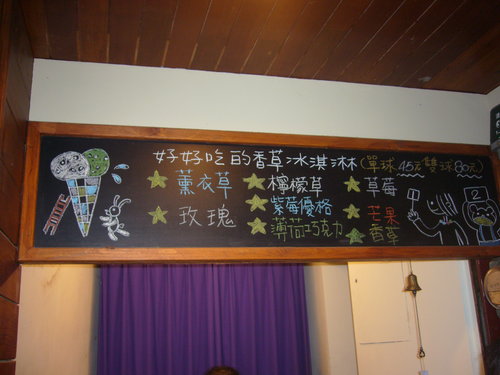 好好吃的香草冰淇淋(單球45元雙球80元)
薰衣草 檸檬草 草莓
紫莓優格
玫瑰 芒果
薄荷巧克力 香草